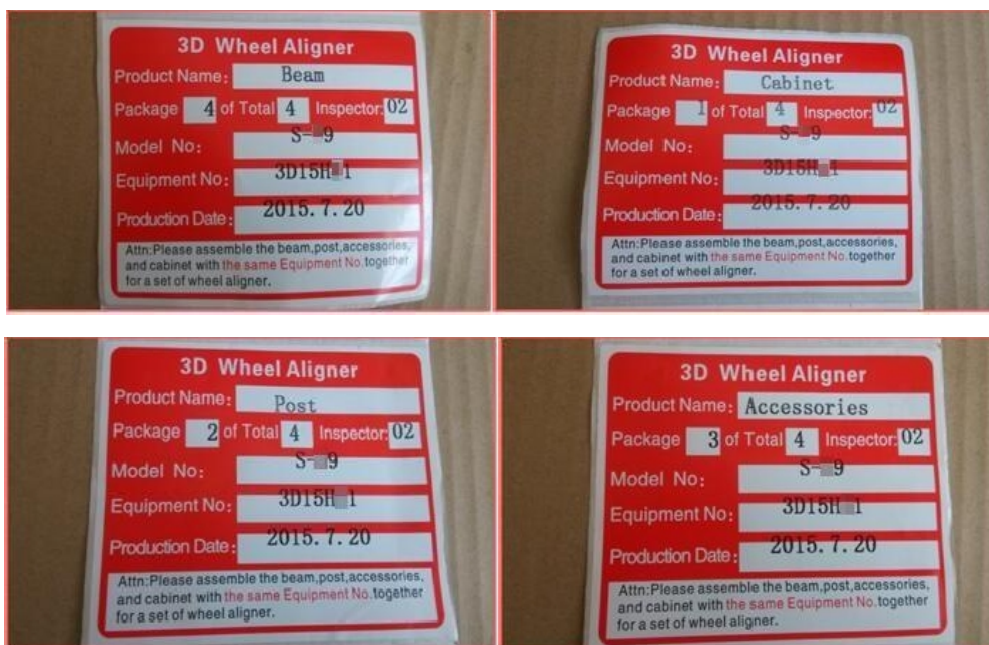 3D Wheel Aligner
Product Name: Beam
Package 4 of Total 4 Inspector: 02
Model No:
Equipment No:
Production Date: 2015. 7. 20
Attn:Please assemble the beam,post,accessories,
and cabinet with the same Equipment No.together
for a set of wheel aligner.
3D Wheel Aligner
Product Name: Cabinet
Package 1 of Total 4 Inspector: 02
Model No:
Equipment No:
Production Date: 2015. 7. 20
Attn:Please assemble the beam,post,accessories,
and cabinet with the same Equipment No.together
for a set of wheel aligner.
3D Wheel Aligner
Product Name: Post
Package 2 of Total 4 Inspector: 02
Model No:
Equipment No:
Production Date: 2015. 7. 20
Attn:Please assemble the beam,post,accessories,
and cabinet with the same Equipment No.together
for a set of wheel aligner.
3D Wheel Aligner
Product Name: Accessories
Package 3 of Total 4 Inspector: 02
Model No:
Equipment No:
Production Date: 2015. 7. 20
Attn:Please assemble the beam,post,accessories,
and cabinet with the same Equipment No.together
for a set of wheel aligner.